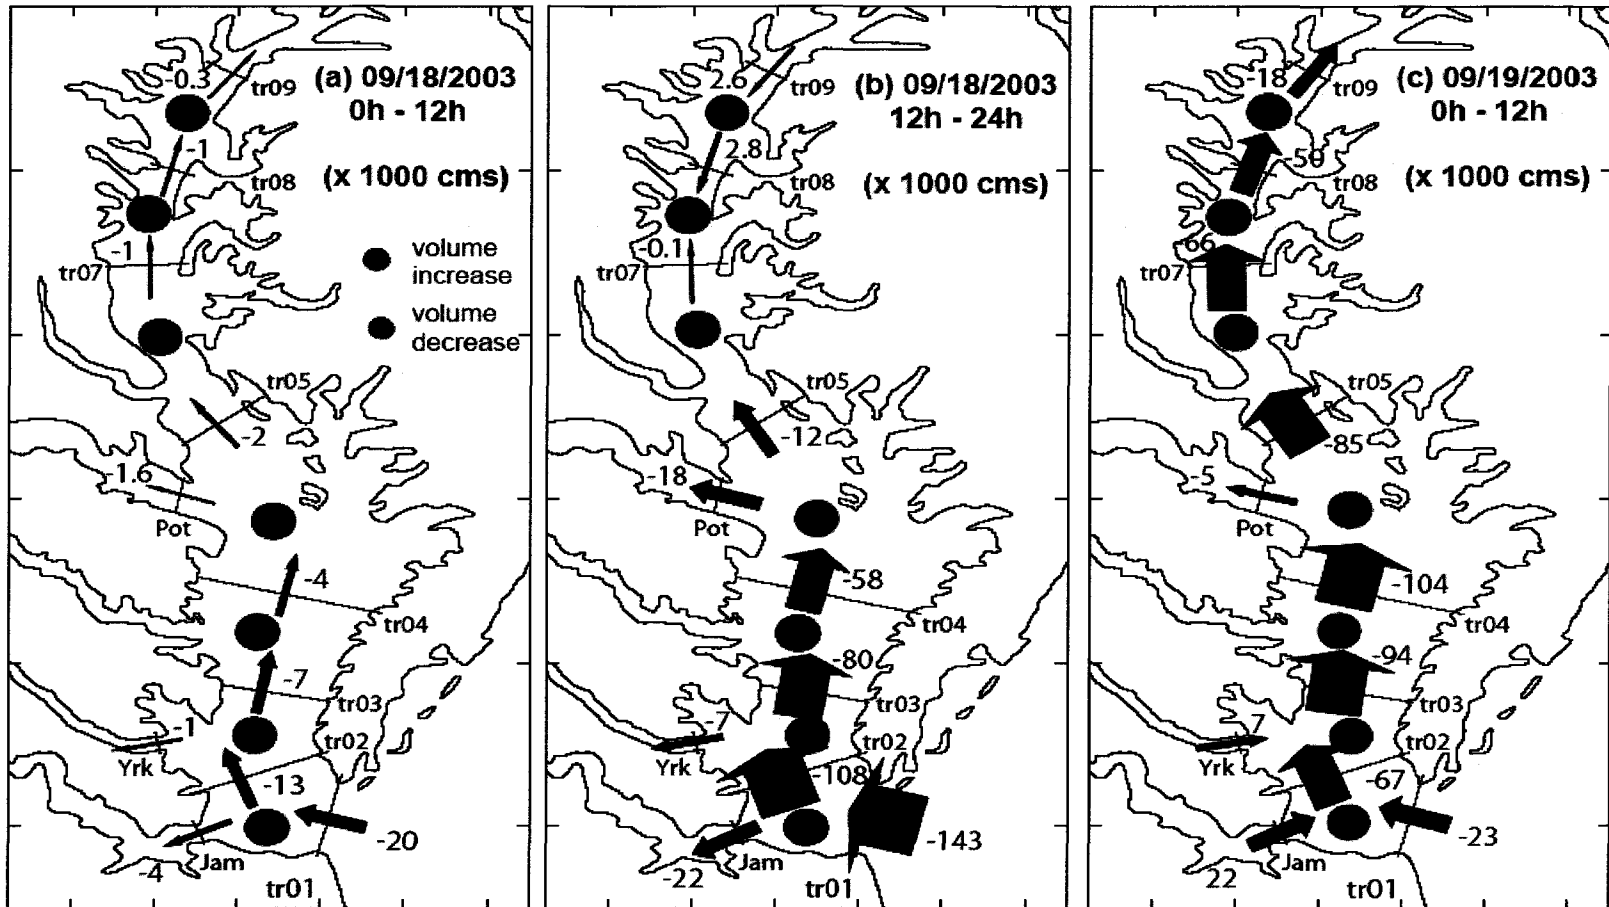 (a) 09/18/2003
0h - 12h
(x 1000 cms)
-0.3
tr09
-1
tr08
-1
tr07
volume
increase
volume
decrease
tr05
-2
-1.6
Pot
-4
tr04
-7
tr03
-1
tr02
Yrk
-13
-20
Jam
-4
tr01
(b) 09/18/2003
12h - 24h
(x 1000 cms)
2.6
tr09
2.8
tr08
-0.1
tr07
tr05
-12
-18
Pot
-58
tr04
-80
tr03
-7
tr02
Yrk
-108
-143
Jam
-22
tr01
(c) 09/19/2003
0h - 12h
(x 1000 cms)
-18
tr09
-50
tr08
-66
tr07
tr05
-85
-5
Pot
-104
tr04
-94
tr03
7
tr02
Yrk
-67
-23
Jam
22
tr01